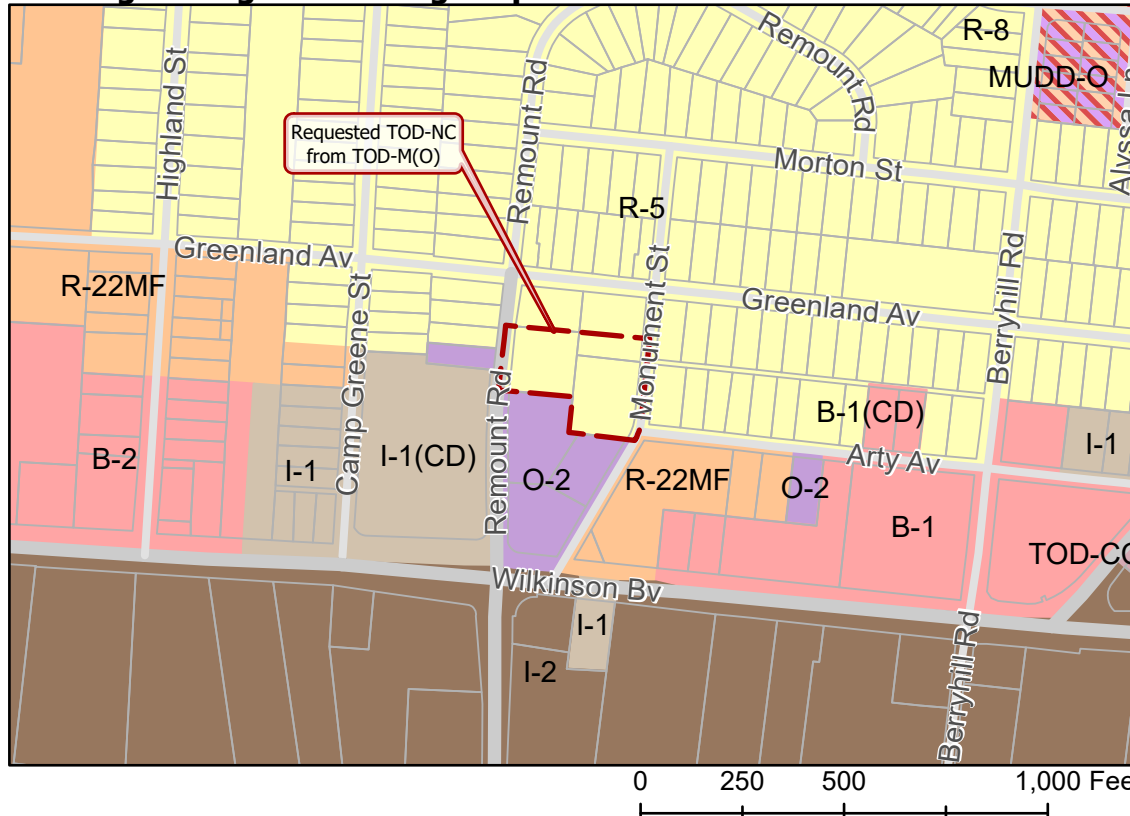 R-8
MUDD-O
Alyssa Ln
Remount Rd
Remount Rd
Highland St
Requested TOD-NC
from TOD-M(O)
Morton St
R-5
Greenland Av
Monument St
Berryhill Rd
R-22MF
Camp Greene St
Greenland Av
B-1(CD)
I-1
B-2
I-1
I-1(CD)
Remount Rd
O-2
R-22MF
Arty Av
O-2
B-1
TOD-CC
Wilkinson Bv
I-1
I-2
Berryhill Rd
0 250 500 1,000 Fee